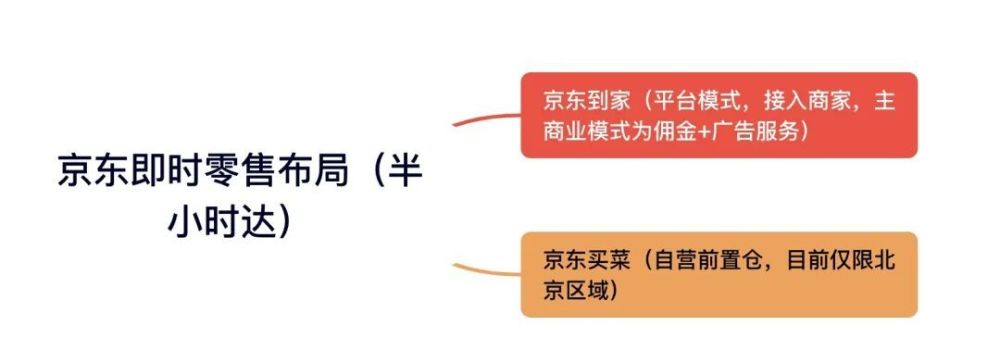 京东即时零售布局（半
小时达）
京东到家（平台模式，接入商家，主
商业模式为佣金+广告服务）
京东买菜（自营前置仓，目前仅限北
京区域）